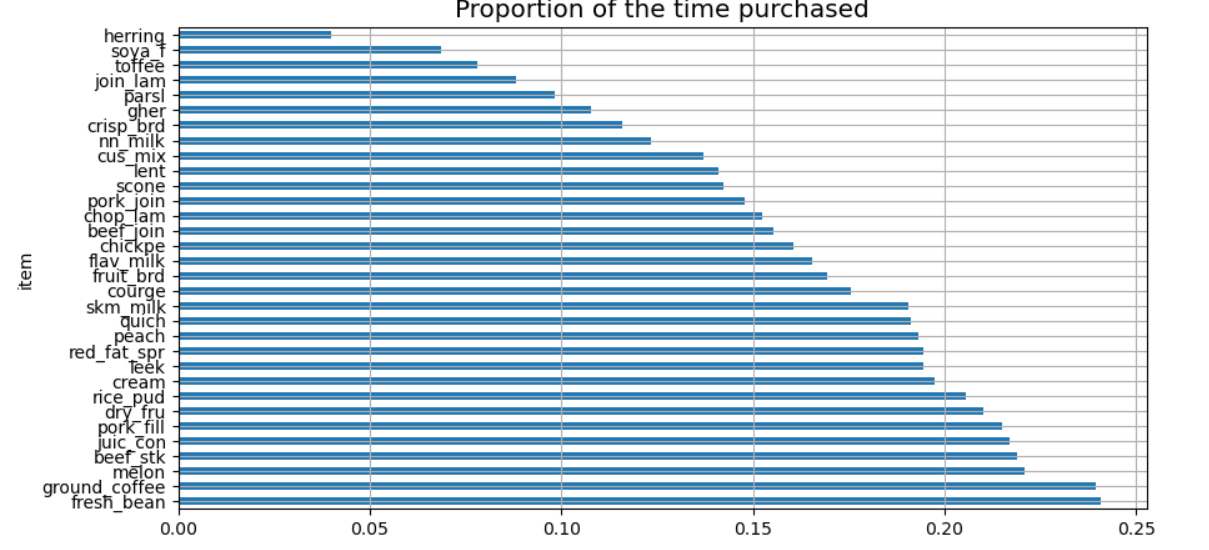 Proportion of the time purchased
herring
soya_f
toffee
join_lam
parsl
gher
crisp_brd
nn_milk
cus_mix
lent
scone
pork_join
chop_lam
beef_join
chickpe
flav_milk
fruit_brd
courge
skm_milk
quich
peach
red_fat_spr
leek
cream
rice_pud
dry_fru
pork_fill
juic_con
beef_stk
melon
ground_coffee
fresh_bean
item
0.00 0.05 0.10 0.15 0.20 0.25